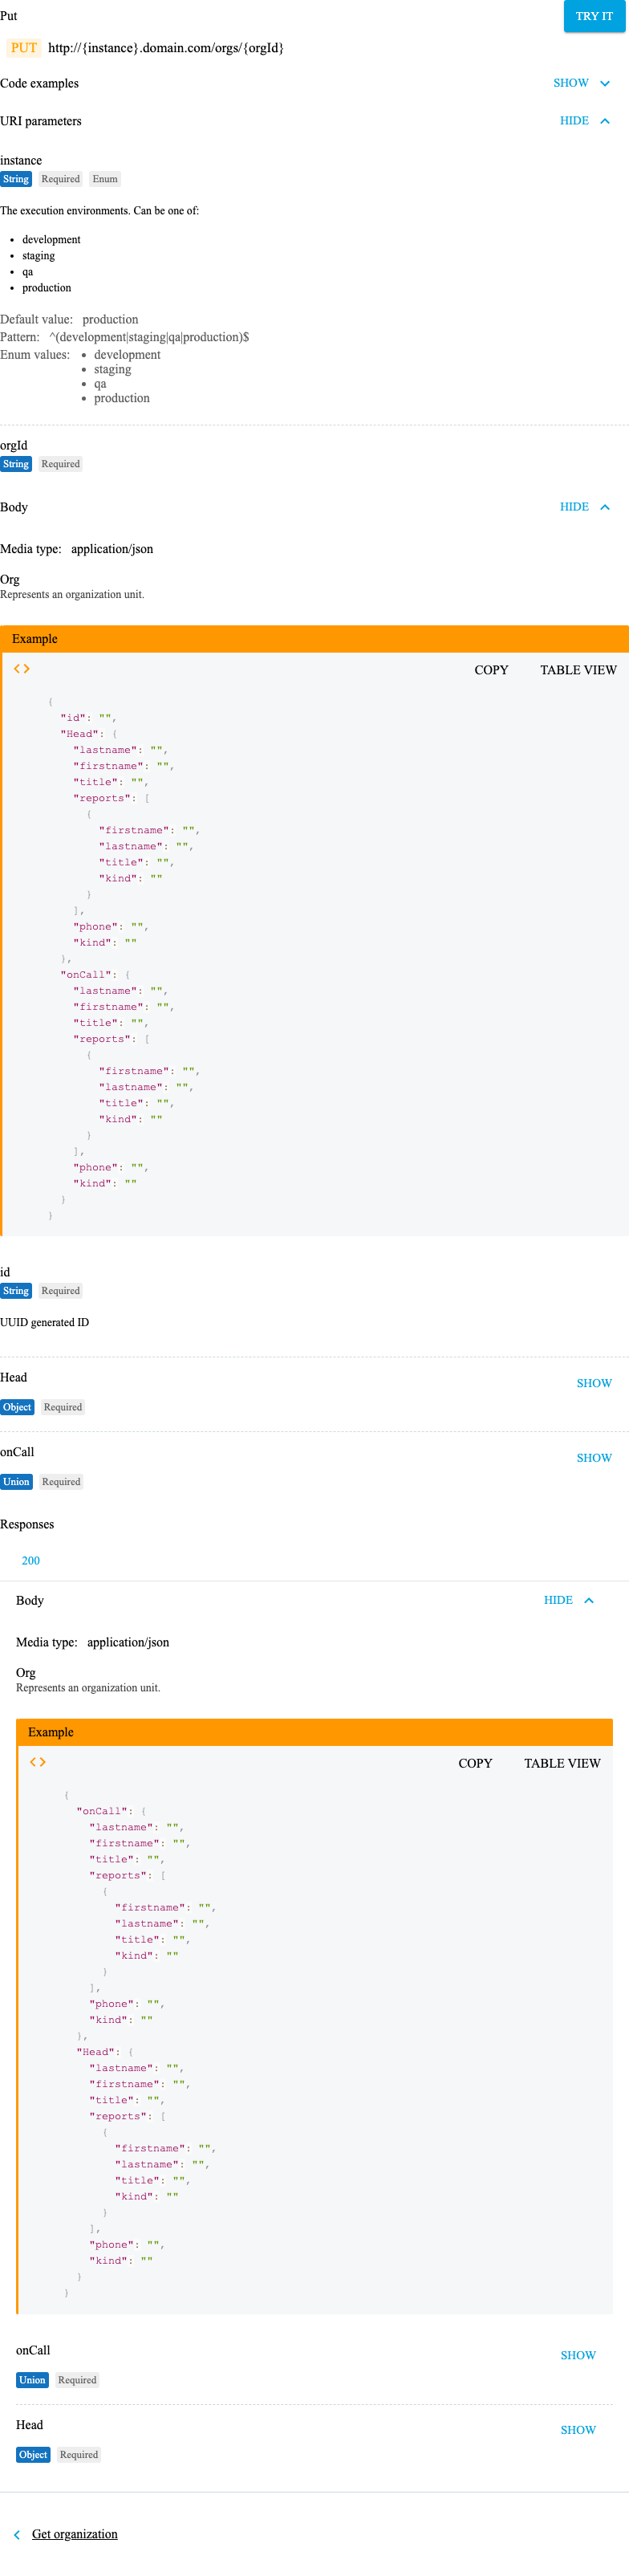 Put
TRY IT
PUT http://{instance}.domain.com/orgs/{orgId}
Code examples
SHOW
URI parameters
HIDE
instance
String Required Enum
The execution environments. Can be one of:
• development
• staging
• qa
• production
Default value: production
Pattern: ^(development|staging|qa|production)$
Enum values: • development
• staging
• qa
• production
orgId
String Required
Body
HIDE
Media type: application/json
Org
Represents an organization unit.
Example
COPY TABLE VIEW
{
"id": "",
"Head": {
"lastname": "",
"firstname": "",
"title": "",
"reports": [
{
"firstname": "",
"lastname": "",
"title": "",
"kind": ""
}
],
"phone": "",
"kind": ""
},
"onCall": {
"lastname": "",
"firstname": "",
"title": "",
"reports": [
{
"firstname": "",
"lastname": "",
"title": "",
"kind": ""
}
],
"phone": "",
"kind": ""
}
}
id
String Required
UUID generated ID
Head
SHOW
Object Required
onCall
SHOW
Union Required
Responses
200
Body
HIDE
Media type: application/json
Org
Represents an organization unit.
Example
COPY TABLE VIEW
{
"onCall": {
"lastname": "",
"firstname": "",
"title": "",
"reports": [
{
"firstname": "",
"lastname": "",
"title": "",
"kind": ""
}
],
"phone": "",
"kind": ""
},
"Head": {
"lastname": "",
"firstname": "",
"title": "",
"reports": [
{
"firstname": "",
"lastname": "",
"title": "",
"kind": ""
}
],
"phone": "",
"kind": ""
}
}
onCall
SHOW
Union Required
Head
SHOW
Object Required
Get organization